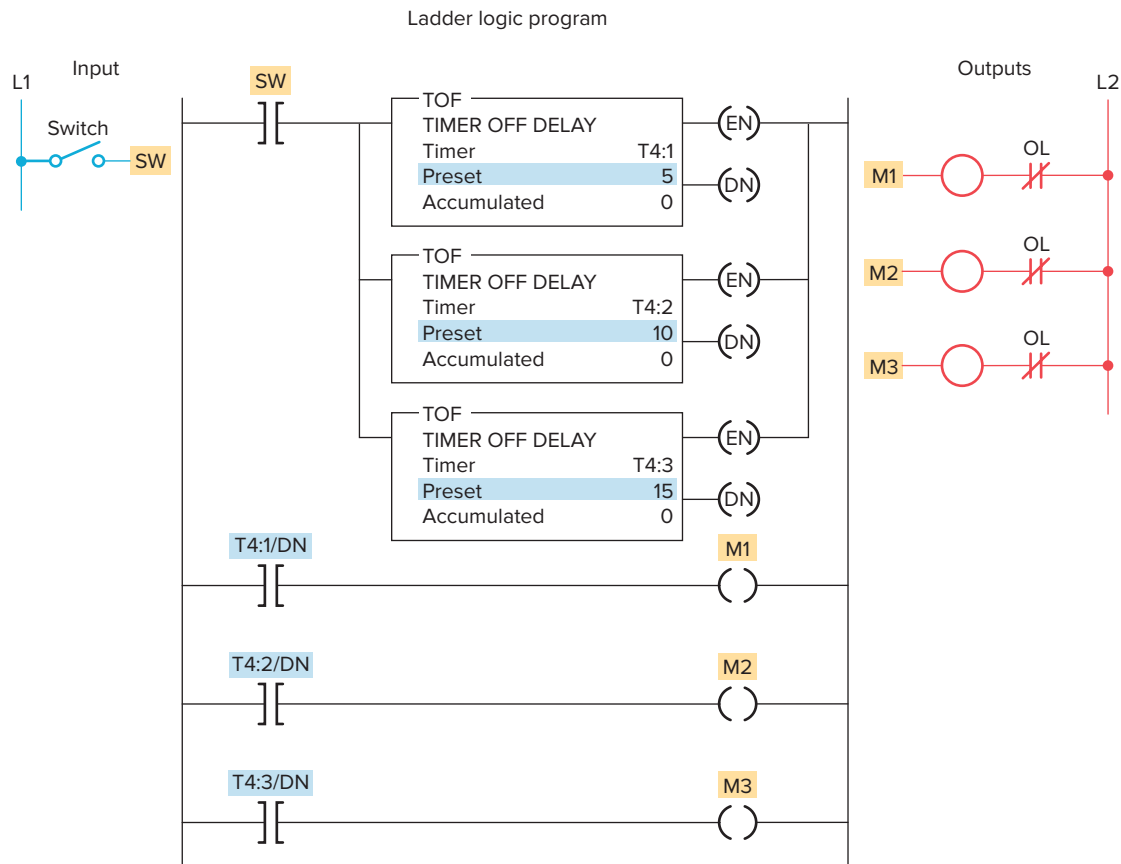 Ladder logic program
L1
Input
Switch
SW
SW
TOF
TIMER OFF DELAY
Timer T4:1
Preset 5
Accumulated 0
EN
DN
TOF
TIMER OFF DELAY
Timer T4:2
Preset 10
Accumulated 0
EN
DN
TOF
TIMER OFF DELAY
Timer T4:3
Preset 15
Accumulated 0
EN
DN
T4:1/DN
M1
T4:2/DN
M2
T4:3/DN
M3
Outputs
L2
OL
M1
OL
M2
OL
M3